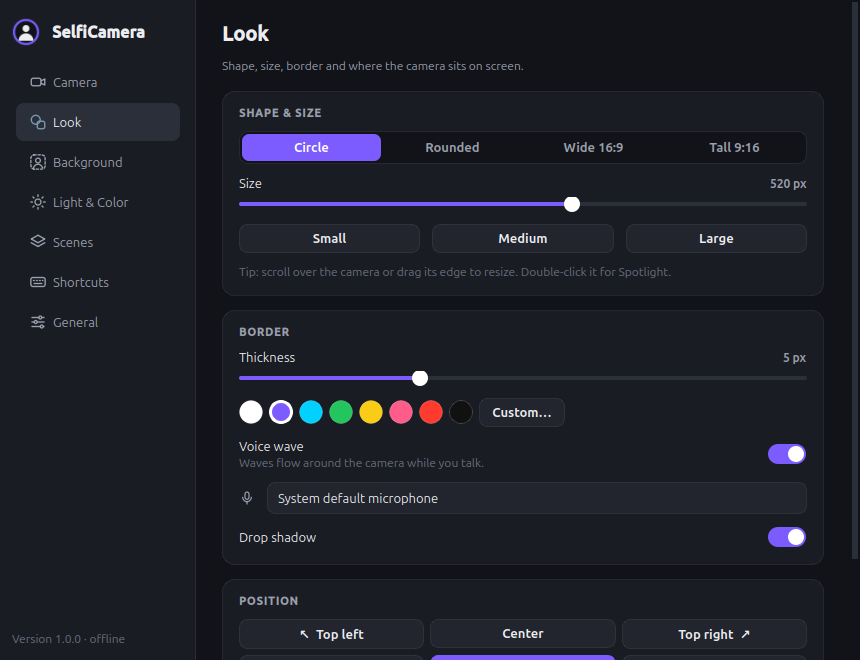 SelfiCamera
Camera
Look
Background
Light & Color
Scenes
Shortcuts
General
Version 1.0.0 · offline
Look
Shape, size, border and where the camera sits on screen.
SHAPE & SIZE
Circle Rounded Wide 16:9 Tall 9:16
Size 520 px
Small Medium Large
Tip: scroll over the camera or drag its edge to resize. Double-click it for Spotlight.
BORDER
Thickness 5 px
Custom...
Voice wave
Waves flow around the camera while you talk.
System default microphone
Drop shadow
POSITION
↖ Top left Center Top right ↗